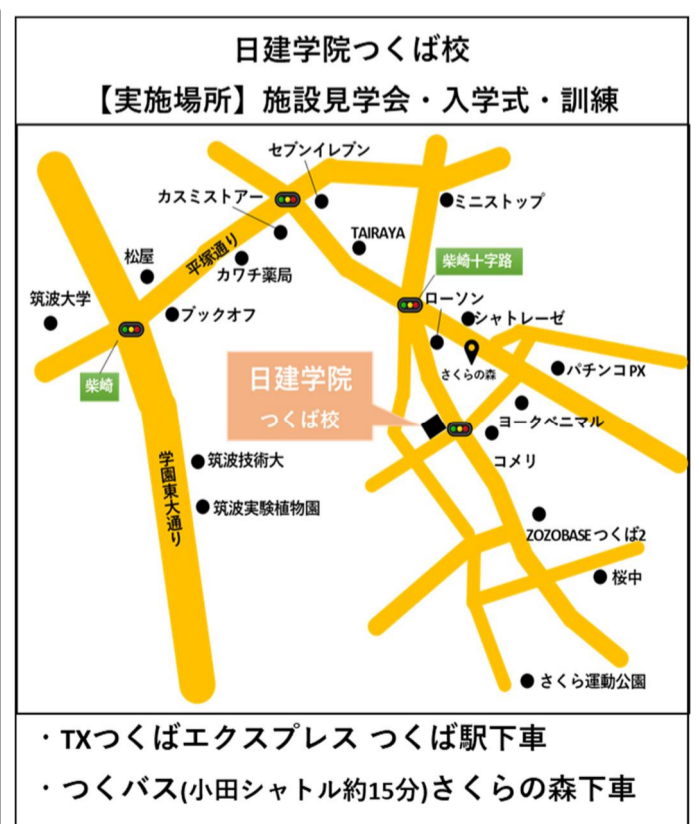 日建学院つくば校
【実施場所】施設見学会・入学式・訓練
セブンイレブン
カスミストアー
ミニストップ
平塚通り
TAIRAYA
柴崎十字路
松屋
カワチ薬局
筑波大学
ブックオフ
ローソン
シャトレーゼ
さくらの森
パチンコPX
柴崎
日建学院
つくば校
ヨークベニマル
コメリ
学園東大通り
筑波技術大
筑波実験植物園
ZOZOBASEつくば2
桜中
さくら運動公園
・TXつくばエクスプレス つくば駅下車
・つくバス(小田シャトル約15分)さくらの森下車